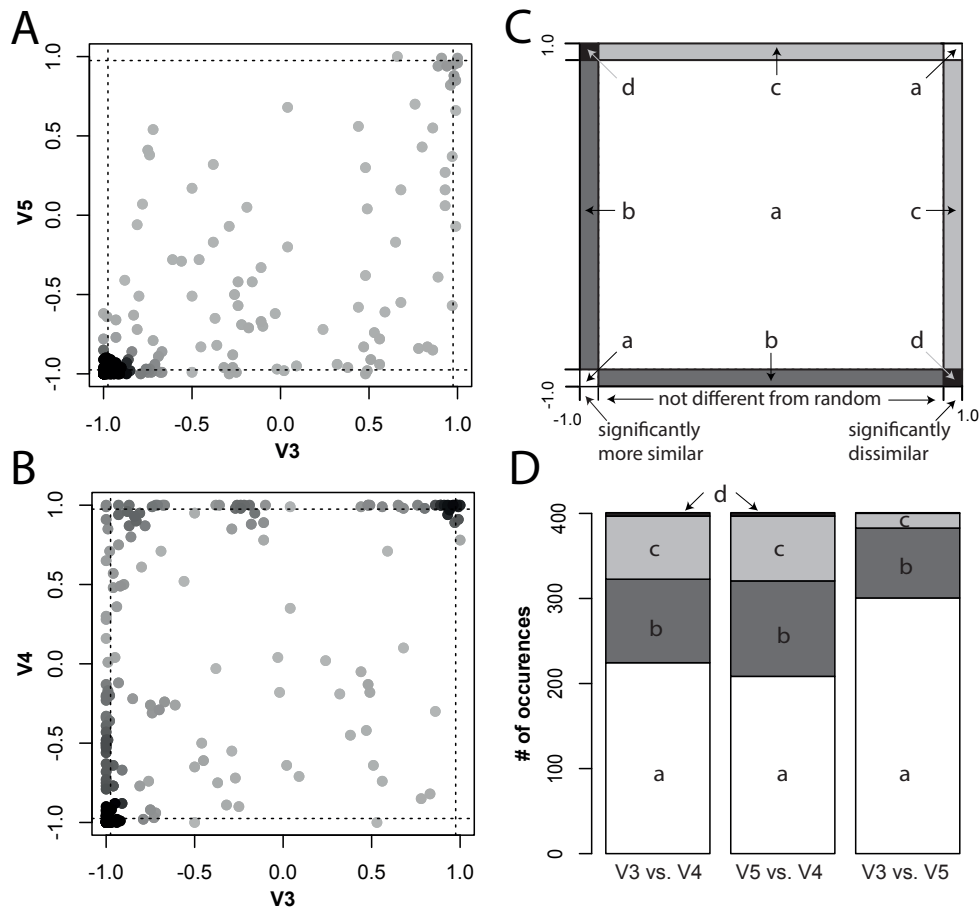 A
1.0
0.5
0.0
-0.5
-1.0
V5
-1.0
-0.5
0.0
0.5
1.0
V3
B
1.0
0.5
0.0
-0.5
-1.0
V4
-1.0
-0.5
0.0
0.5
1.0
V3
C
1.0
d
c
a
b
a
c
a
b
d
-1.0
-1.0
not different from random
1.0
significantly
more similar
significantly
dissimilar
D
d
400
300
200
100
0
# of occurences
c
c
c
b
b
b
a
a
a
V3 vs. V4
V5 vs. V4
V3 vs. V5